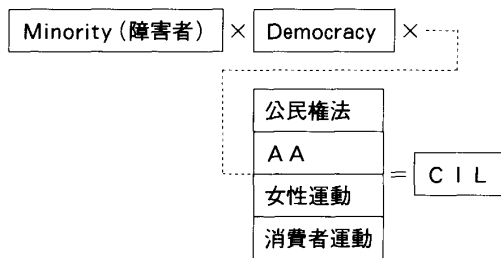 Minority(障害者) × Democracy ×
公民権法
AA
女性運動
消費者運動
= CIL